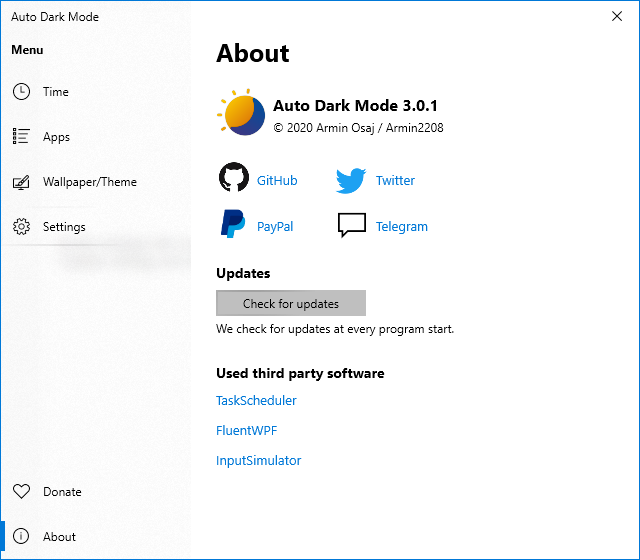 Auto Dark Mode
Menu
Time
Apps
Wallpaper/Theme
Settings
Donate
About
About
Auto Dark Mode 3.0.1
© 2020 Armin Osaj / Armin2208
GitHub
Twitter
PayPal
Telegram
Updates
Check for updates
We check for updates at every program start.
Used third party software
TaskScheduler
FluentWPF
InputSimulator